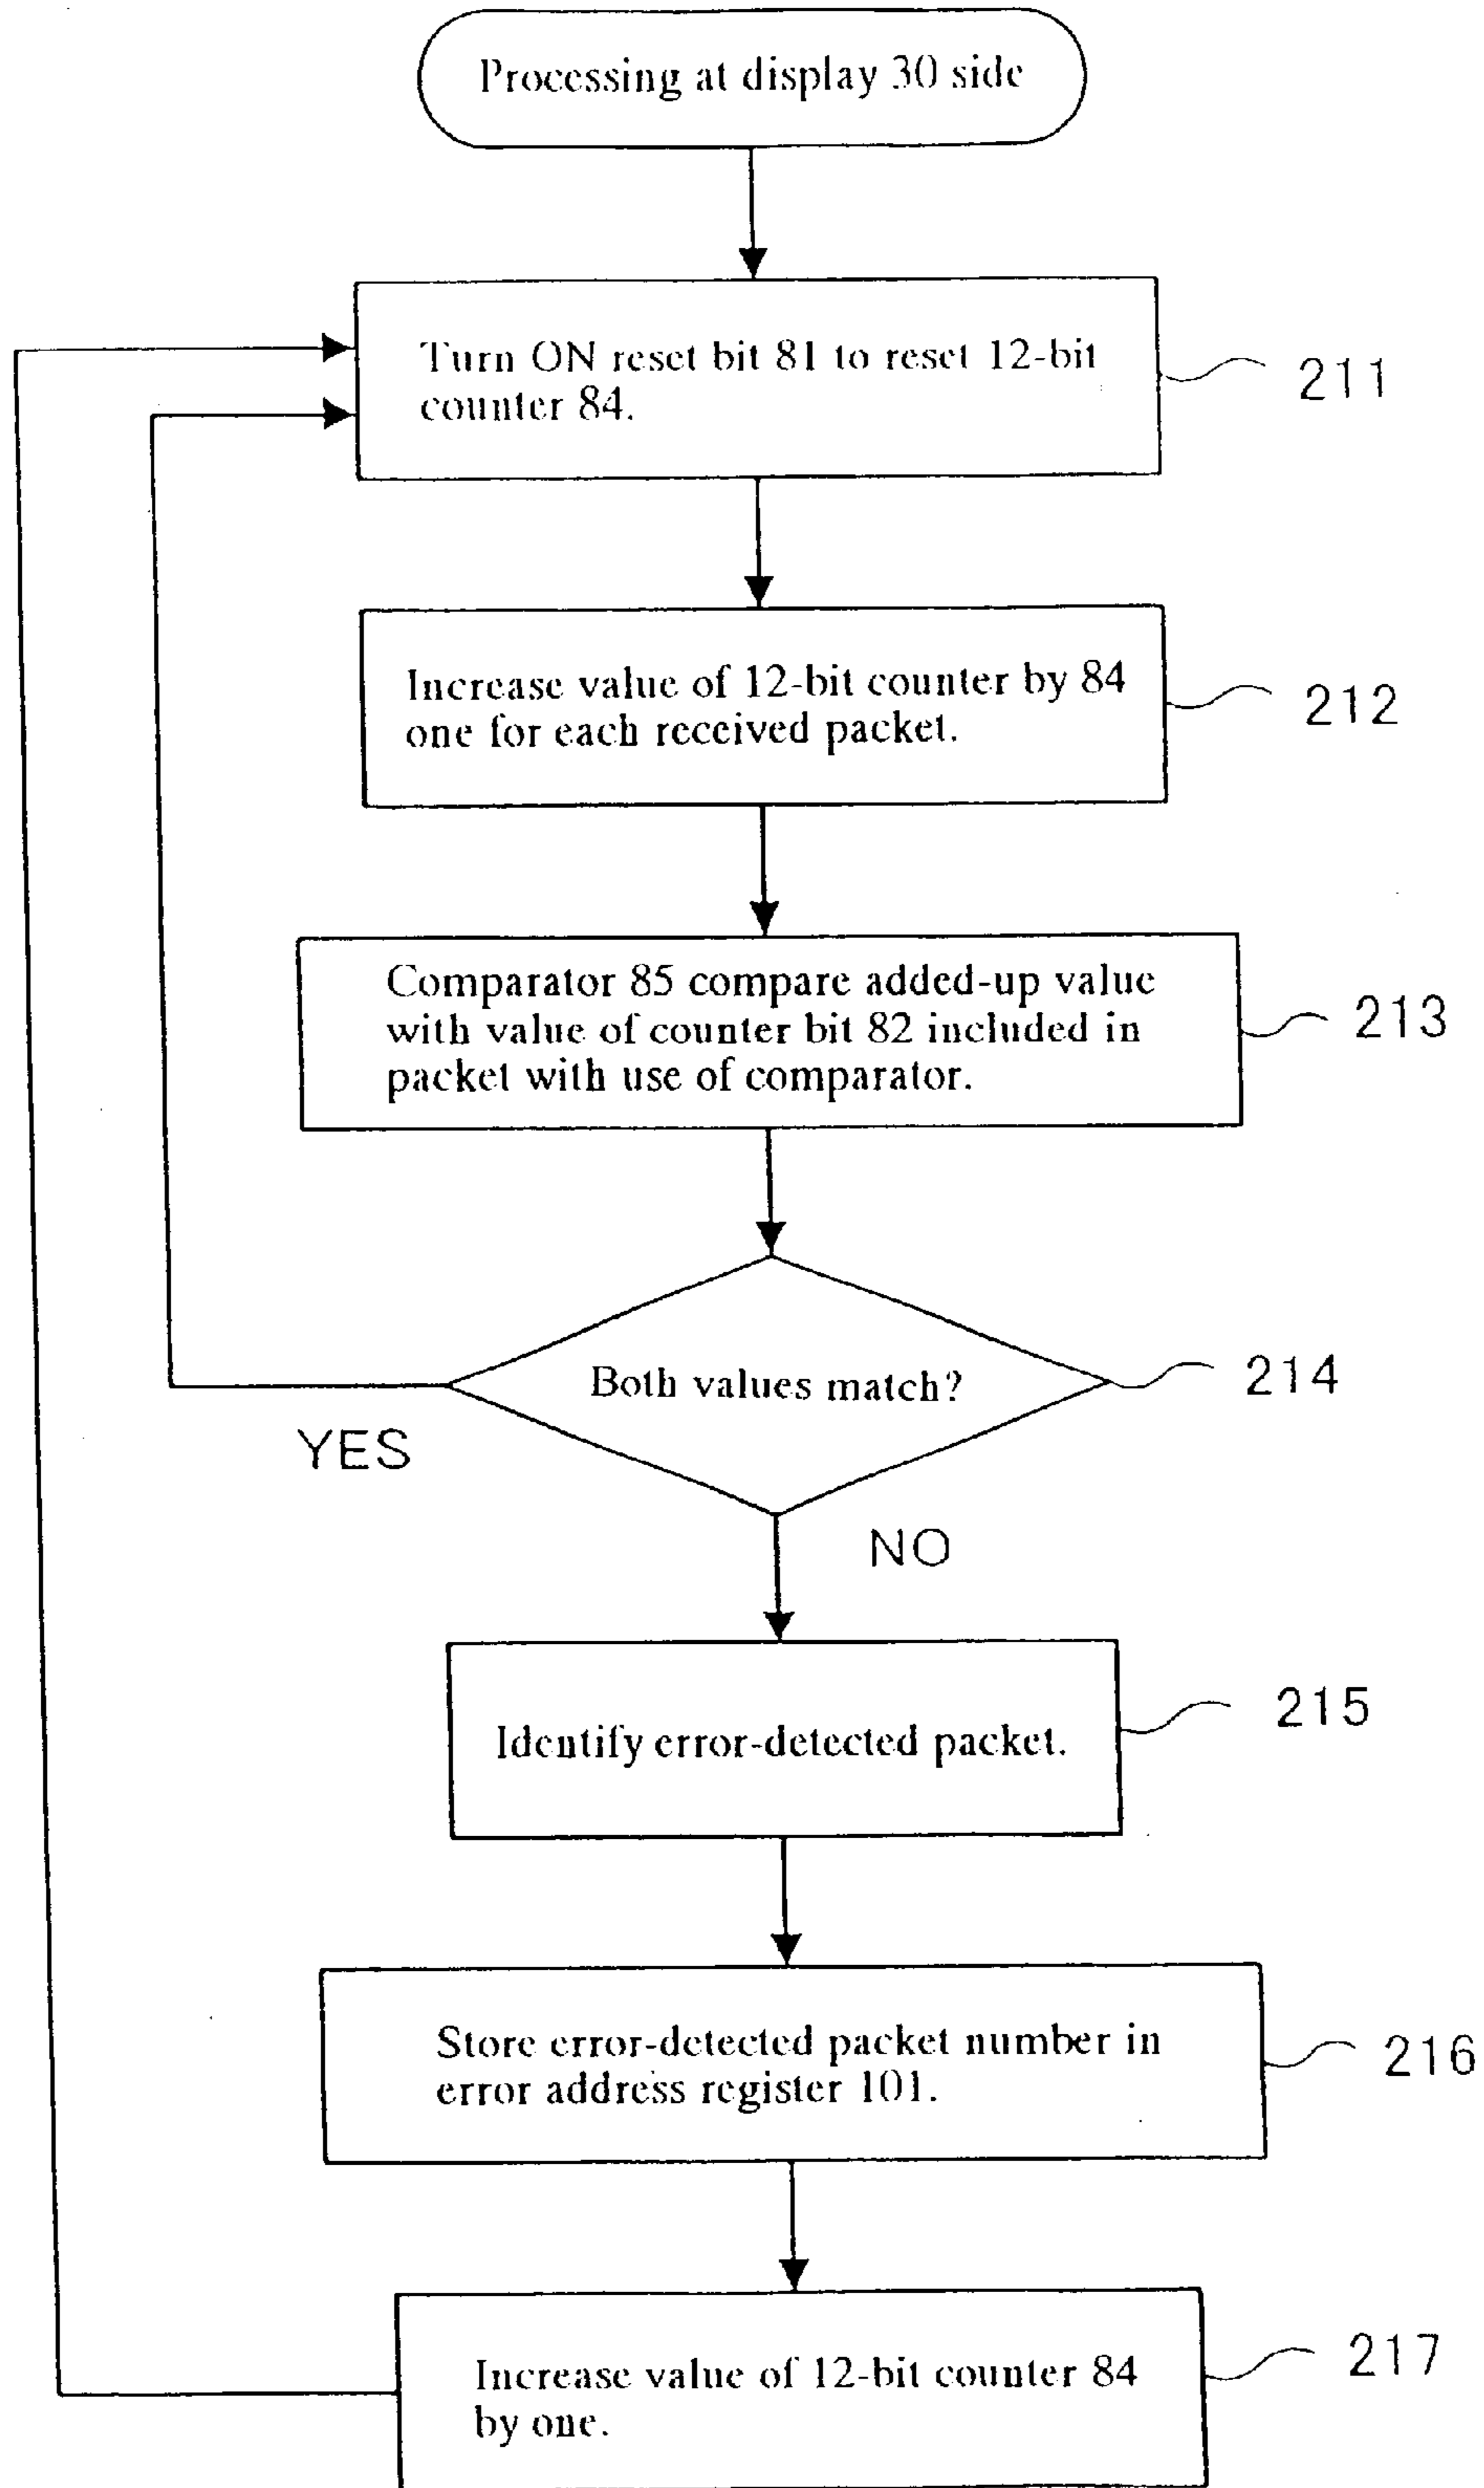 Processing at display 30 side
Turn ON reset bit 81 to reset 12-bit
counter 84.
211
Increase value of 12-bit counter by 84
one for each received packet.
212
Comparator 85 compare added-up value
with value of counter bit 82 included in
packet with use of comparator.
213
Both values match?
214
YES
NO
Identify error-detected packet.
215
Store error-detected packet number in
error address register 101.
216
Increase value of 12-bit counter 84
by one.
217